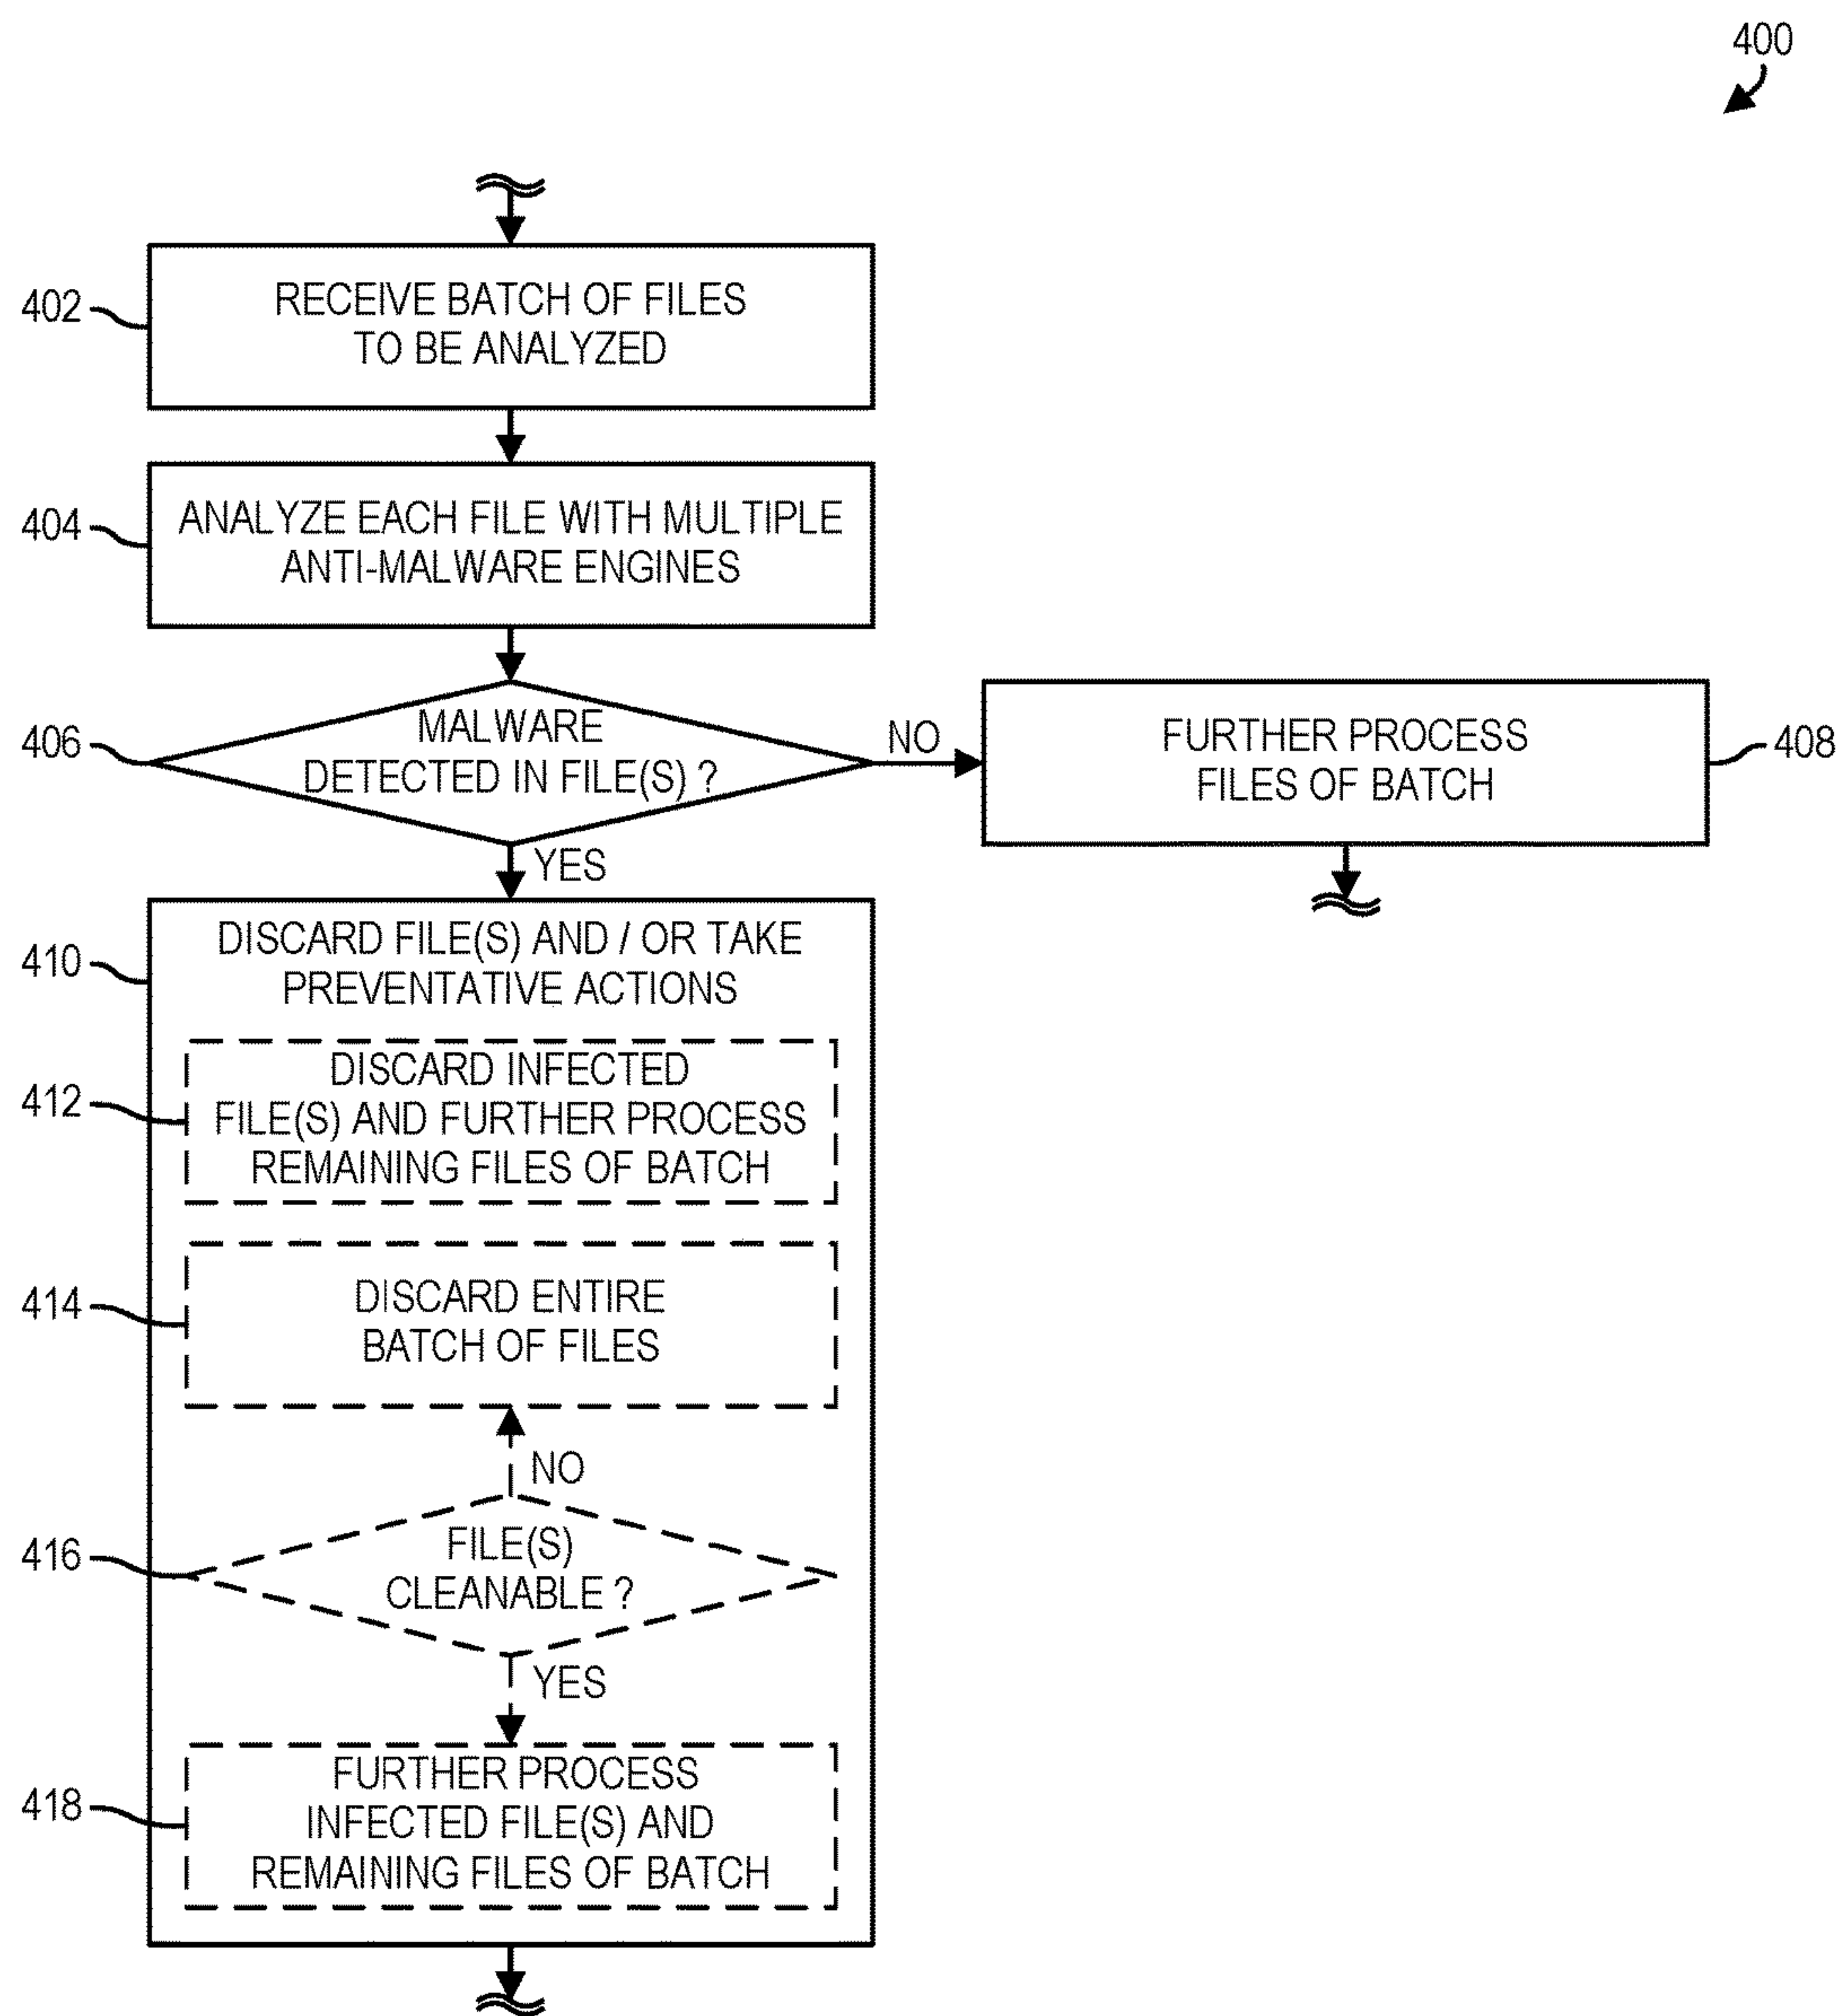 400
402
RECEIVE BATCH OF FILES
TO BE ANALYZED
404
ANALYZE EACH FILE WITH MULTIPLE
ANTI-MALWARE ENGINES
406
MALWARE
DETECTED IN FILE(S) ?
NO
FURTHER PROCESS
FILES OF BATCH
408
YES
410
DISCARD FILE(S) AND / OR TAKE
PREVENTATIVE ACTIONS
412
DISCARD INFECTED
FILE(S) AND FURTHER PROCESS
REMAINING FILES OF BATCH
414
DISCARD ENTIRE
BATCH OF FILES
NO
416
FILE(S)
CLEANABLE ?
YES
418
FURTHER PROCESS
INFECTED FILE(S) AND
REMAINING FILES OF BATCH